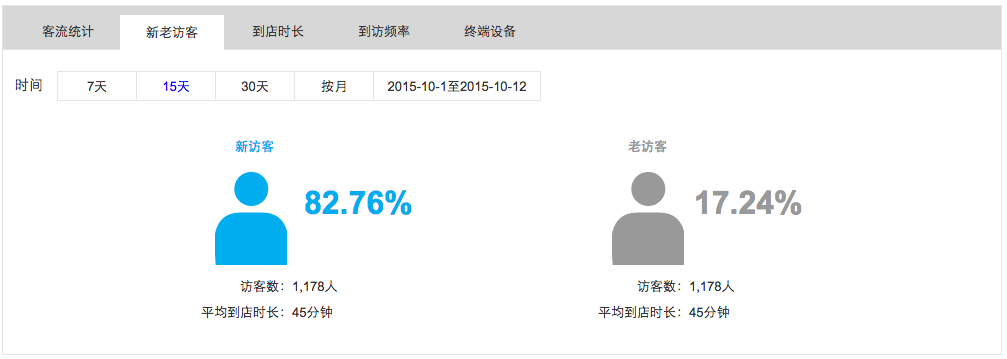 客流统计 新老访客 到店时长 到访频率 终端设备
时间 7天 15天 30天 按月 2015-10-1至2015-10-12
新访客 老访客
82.76% 17.24%
访客数：1,178人 访客数：1,178人
平均到店时长：45分钟 平均到店时长：45分钟